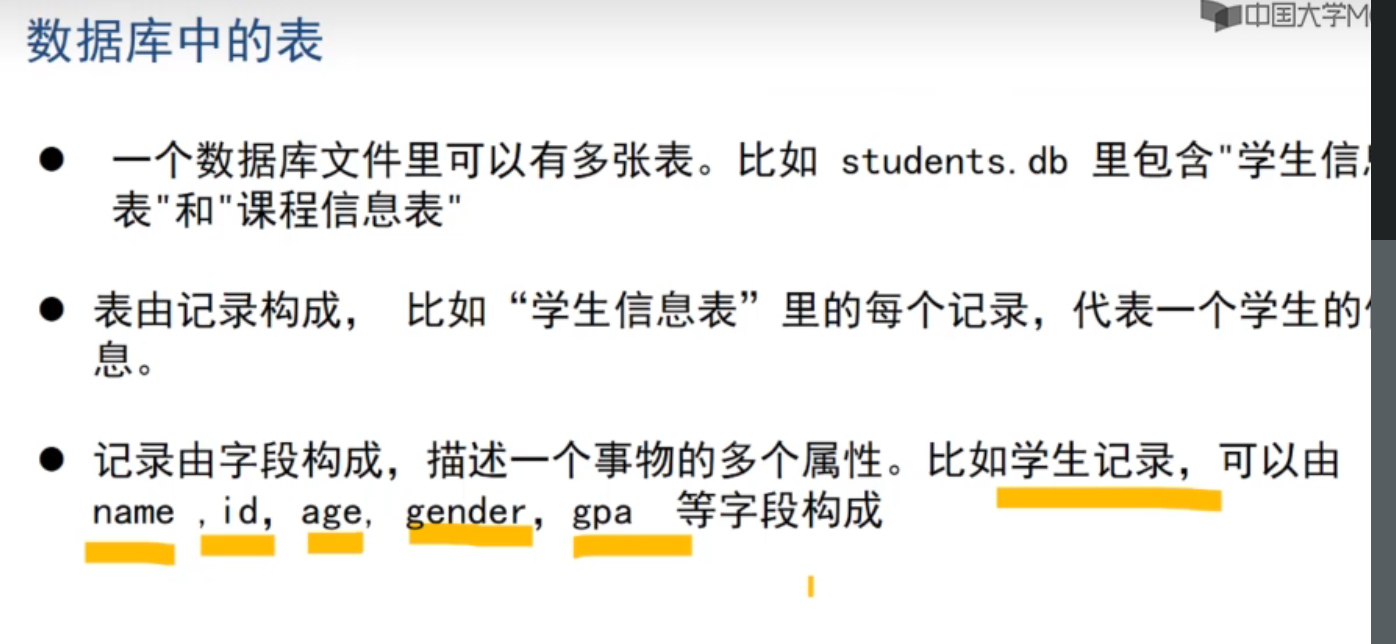 中国大学M
数据库中的表
● 一个数据库文件里可以有多张表。比如 students.db 里包含"学生信
表"和"课程信息表"
● 表由记录构成， 比如“学生信息表”里的每个记录，代表一个学生的
息。
● 记录由字段构成，描述一个事物的多个属性。比如学生记录，可以由
name ,id, age, gender, gpa 等字段构成